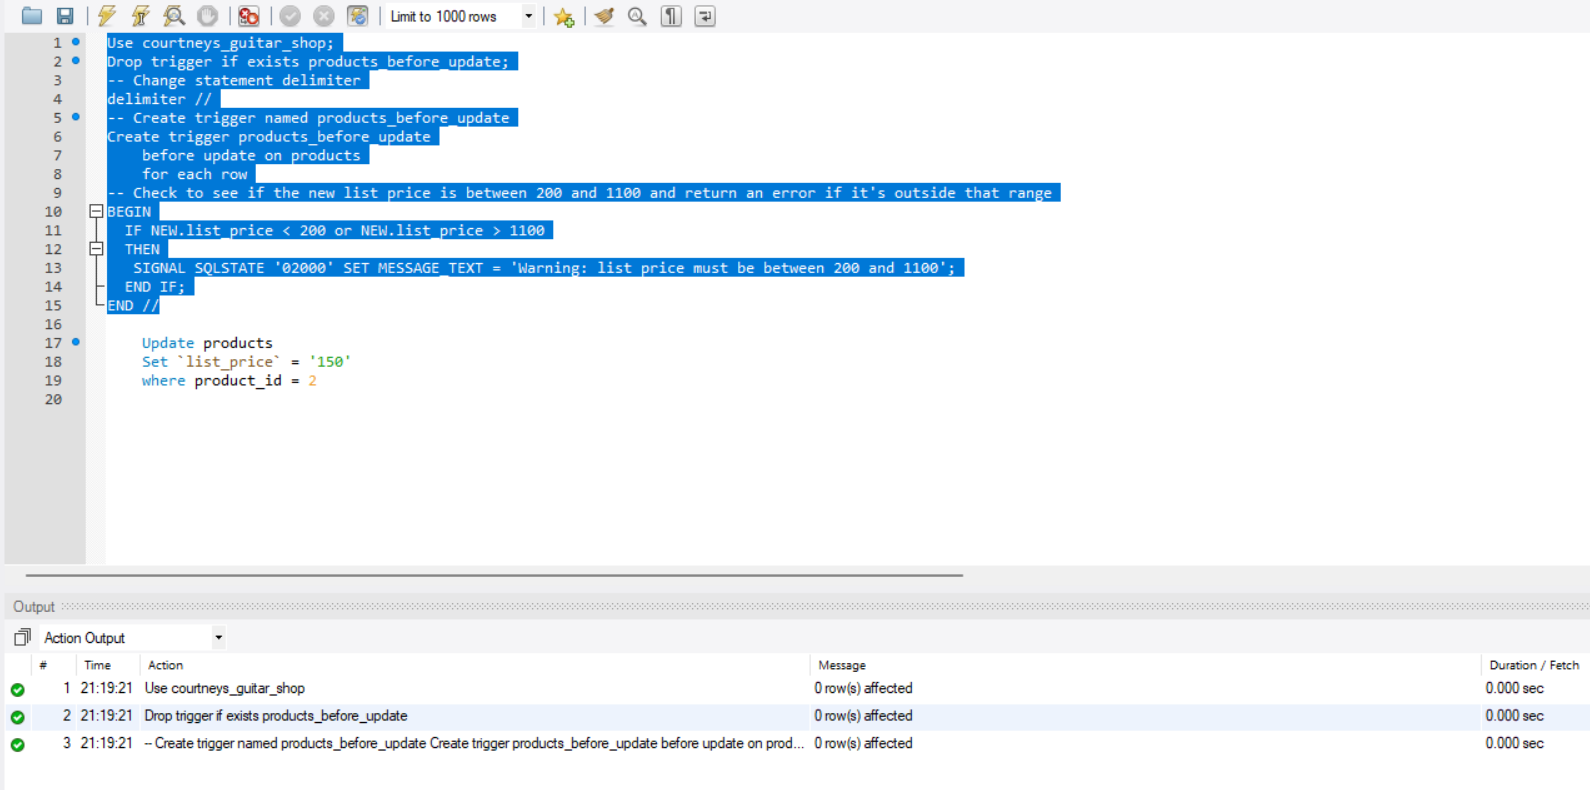 Limit to 1000 rows
1 Use courtneys_guitar_shop;
2 Drop trigger if exists products_before_update;
3 -- Change statement delimiter
4 delimiter //
5 -- Create trigger named products_before_update
6 Create trigger products_before_update
7 before update on products
8 for each row
9 -- Check to see if the new list price is between 200 and 1100 and return an error if it's outside that range
10 BEGIN
11 IF NEW.list_price < 200 or NEW.list_price > 1100
12 THEN
13 SIGNAL SQLSTATE '02000' SET MESSAGE_TEXT = 'Warning: list price must be between 200 and 1100';
14 END IF;
15 END //
16
17 Update products
18 Set `list_price` = '150'
19 where product_id = 2
20
Output
Action Output
# Time Action Message Duration / Fetch
1 21:19:21 Use courtneys_guitar_shop 0 row(s) affected 0.000 sec
2 21:19:21 Drop trigger if exists products_before_update 0 row(s) affected 0.000 sec
3 21:19:21 -- Create trigger named products_before_update Create trigger products_before_update before update on prod... 0 row(s) affected 0.000 sec